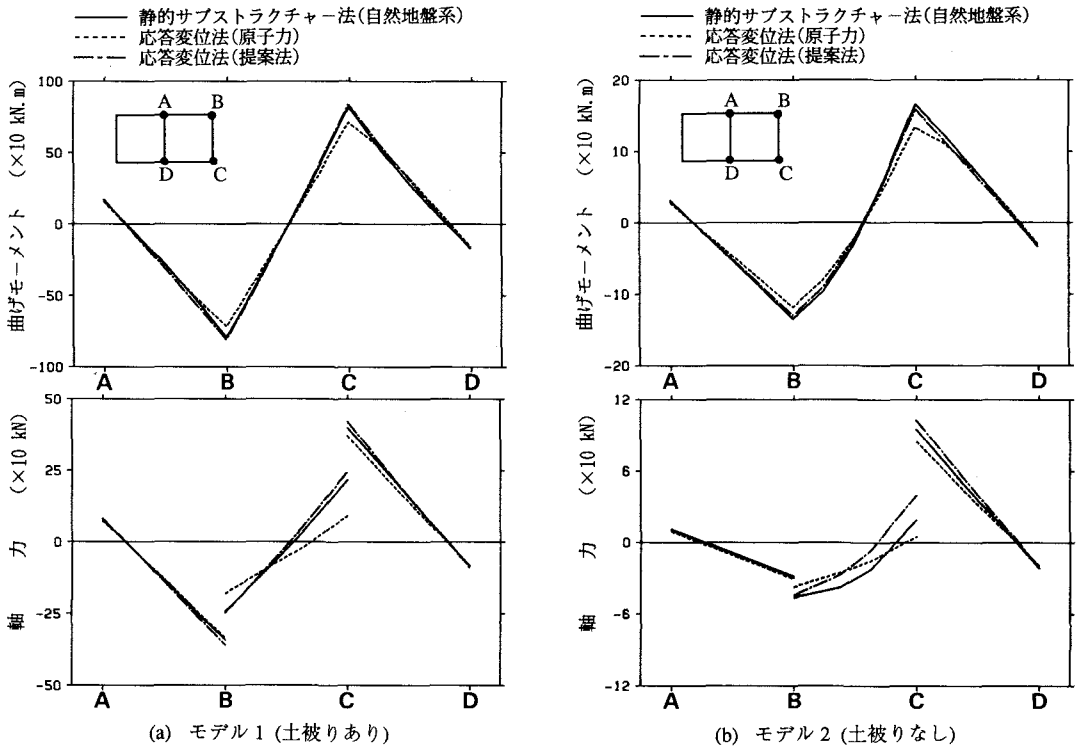 静的サブストラクチャー法(自然地盤系)
応答変位法(原子力)
応答変位法(提案法)
曲げモーメント (×10 kN.m)
100
50
0
-50
-100
A B
D C
A B C D
軸 力 (×10 kN)
50
25
0
-25
-50
A B C D
(a) モデル1 (土被りあり)
静的サブストラクチャー法(自然地盤系)
応答変位法(原子力)
応答変位法(提案法)
曲げモーメント (×10 kN.m)
20
10
0
-10
-20
A B
D C
A B C D
軸 力 (×10 kN)
12
6
0
-6
-12
A B C D
(b) モデル2 (土被りなし)